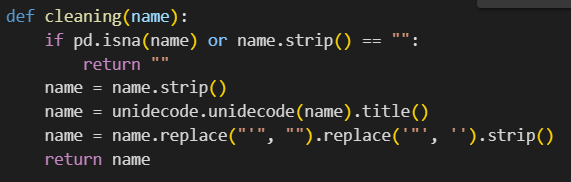 def cleaning(name):
    if pd.isna(name) or name.strip() == "":
        return ""
    name = name.strip()
    name = unidecode.unidecode(name).title()
    name = name.replace("'", "").replace('"', '').strip()
    return name